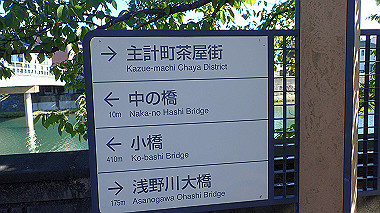 → 主計町茶屋街
Kazue-machi Chaya District
← 中の橋
10m Naka-no Hashi Bridge
← 小橋
410m Ko-bashi Bridge
→ 浅野川大橋
175m Asanogawa Ohashi Bridge